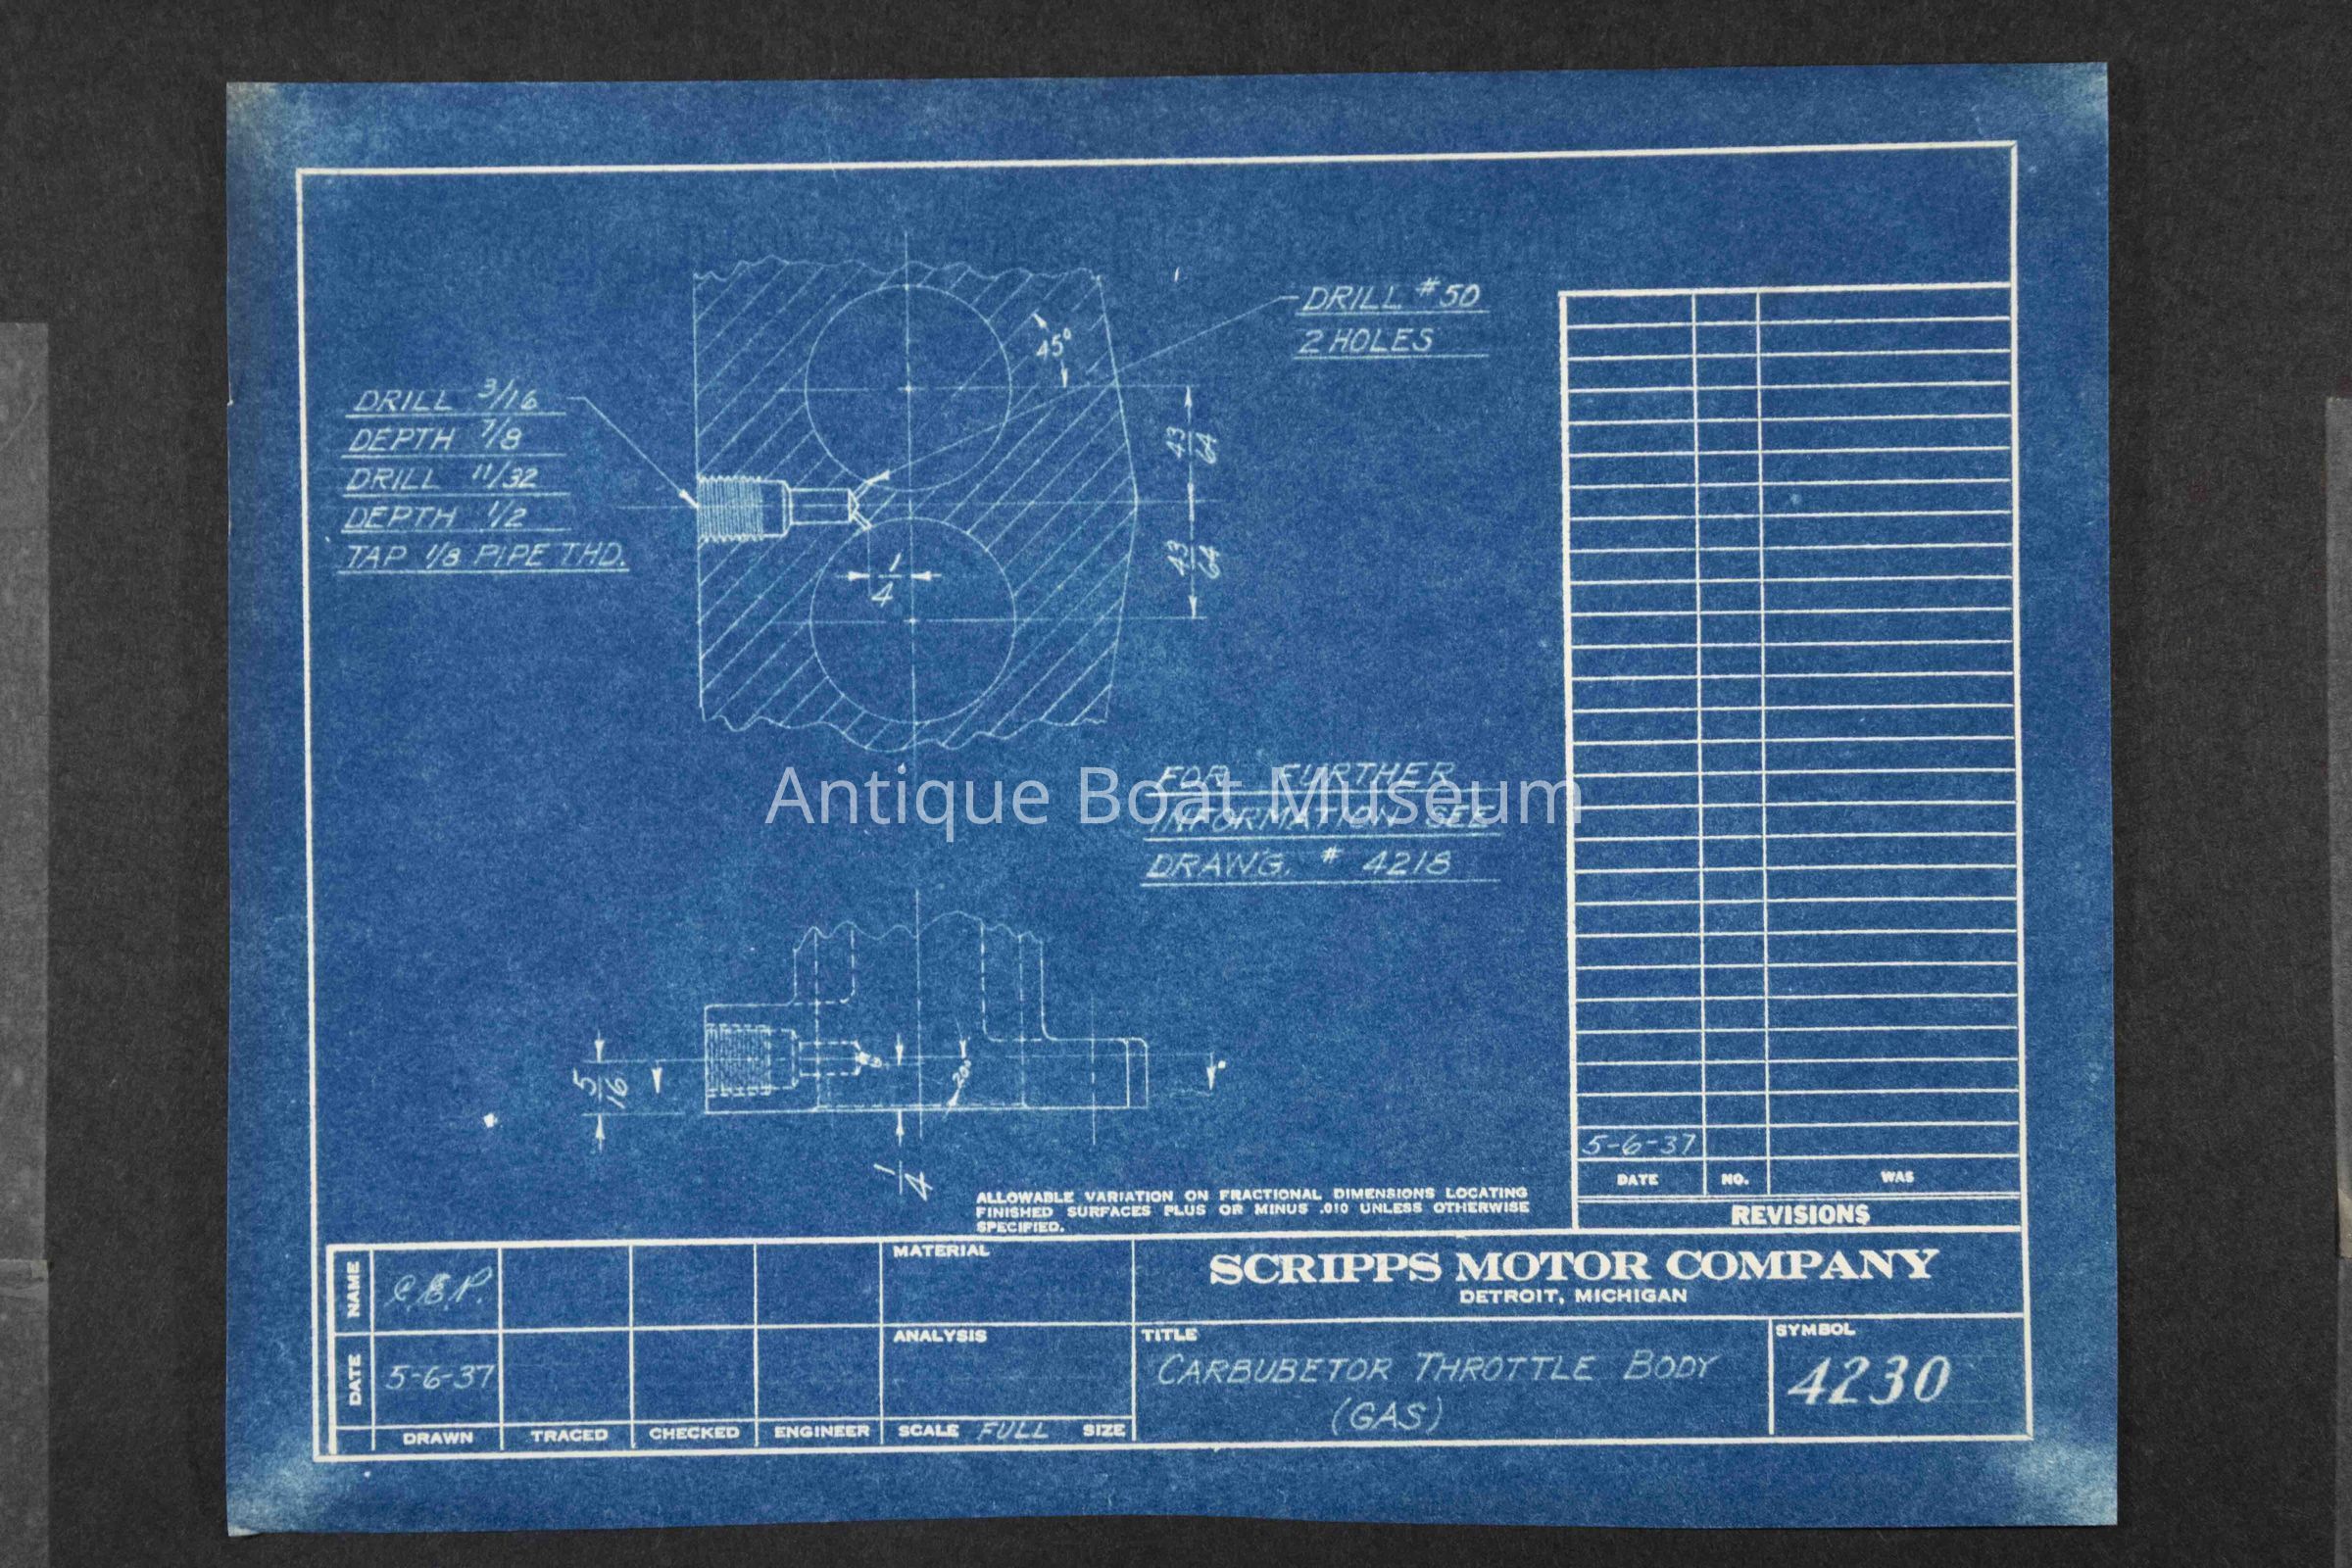 DRILL #50
2 HOLES
45°
DRILL 3/16
DEPTH 7/8
DRILL 11/32
DEPTH 1/2
TAP 1/8 PIPE THD.
43/64
43/64
1/4
FOR FURTHER
INFORMATION SEE
DRAW'G. # 4218
Antique Boat Museum
5/16
20°
1/4
ALLOWABLE VARIATION ON FRACTIONAL DIMENSIONS LOCATING
FINISHED SURFACES PLUS OR MINUS .010 UNLESS OTHERWISE
SPECIFIED.
5-6-37
DATE NO. WAS
REVISIONS
NAME C.E.P.
DATE 5-6-37
DRAWN TRACED CHECKED ENGINEER
MATERIAL
ANALYSIS
SCALE FULL SIZE
SCRIPPS MOTOR COMPANY
DETROIT, MICHIGAN
TITLE
CARBUBETOR THROTTLE BODY
(GAS)
SYMBOL
4230